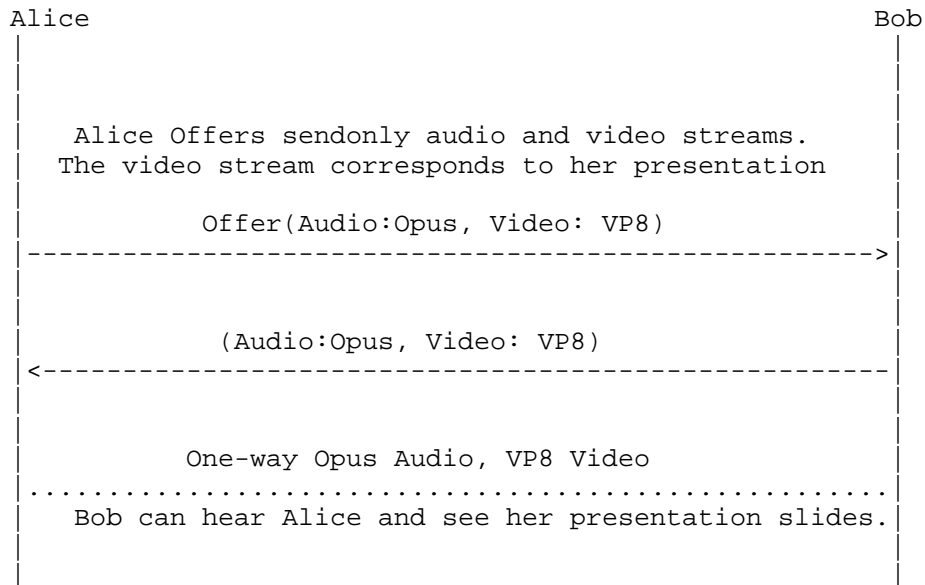 Alice Bob
Alice Offers sendonly audio and video streams.
The video stream corresponds to her presentation
Offer(Audio:Opus, Video: VP8)
(Audio:Opus, Video: VP8)
One-way Opus Audio, VP8 Video
Bob can hear Alice and see her presentation slides.